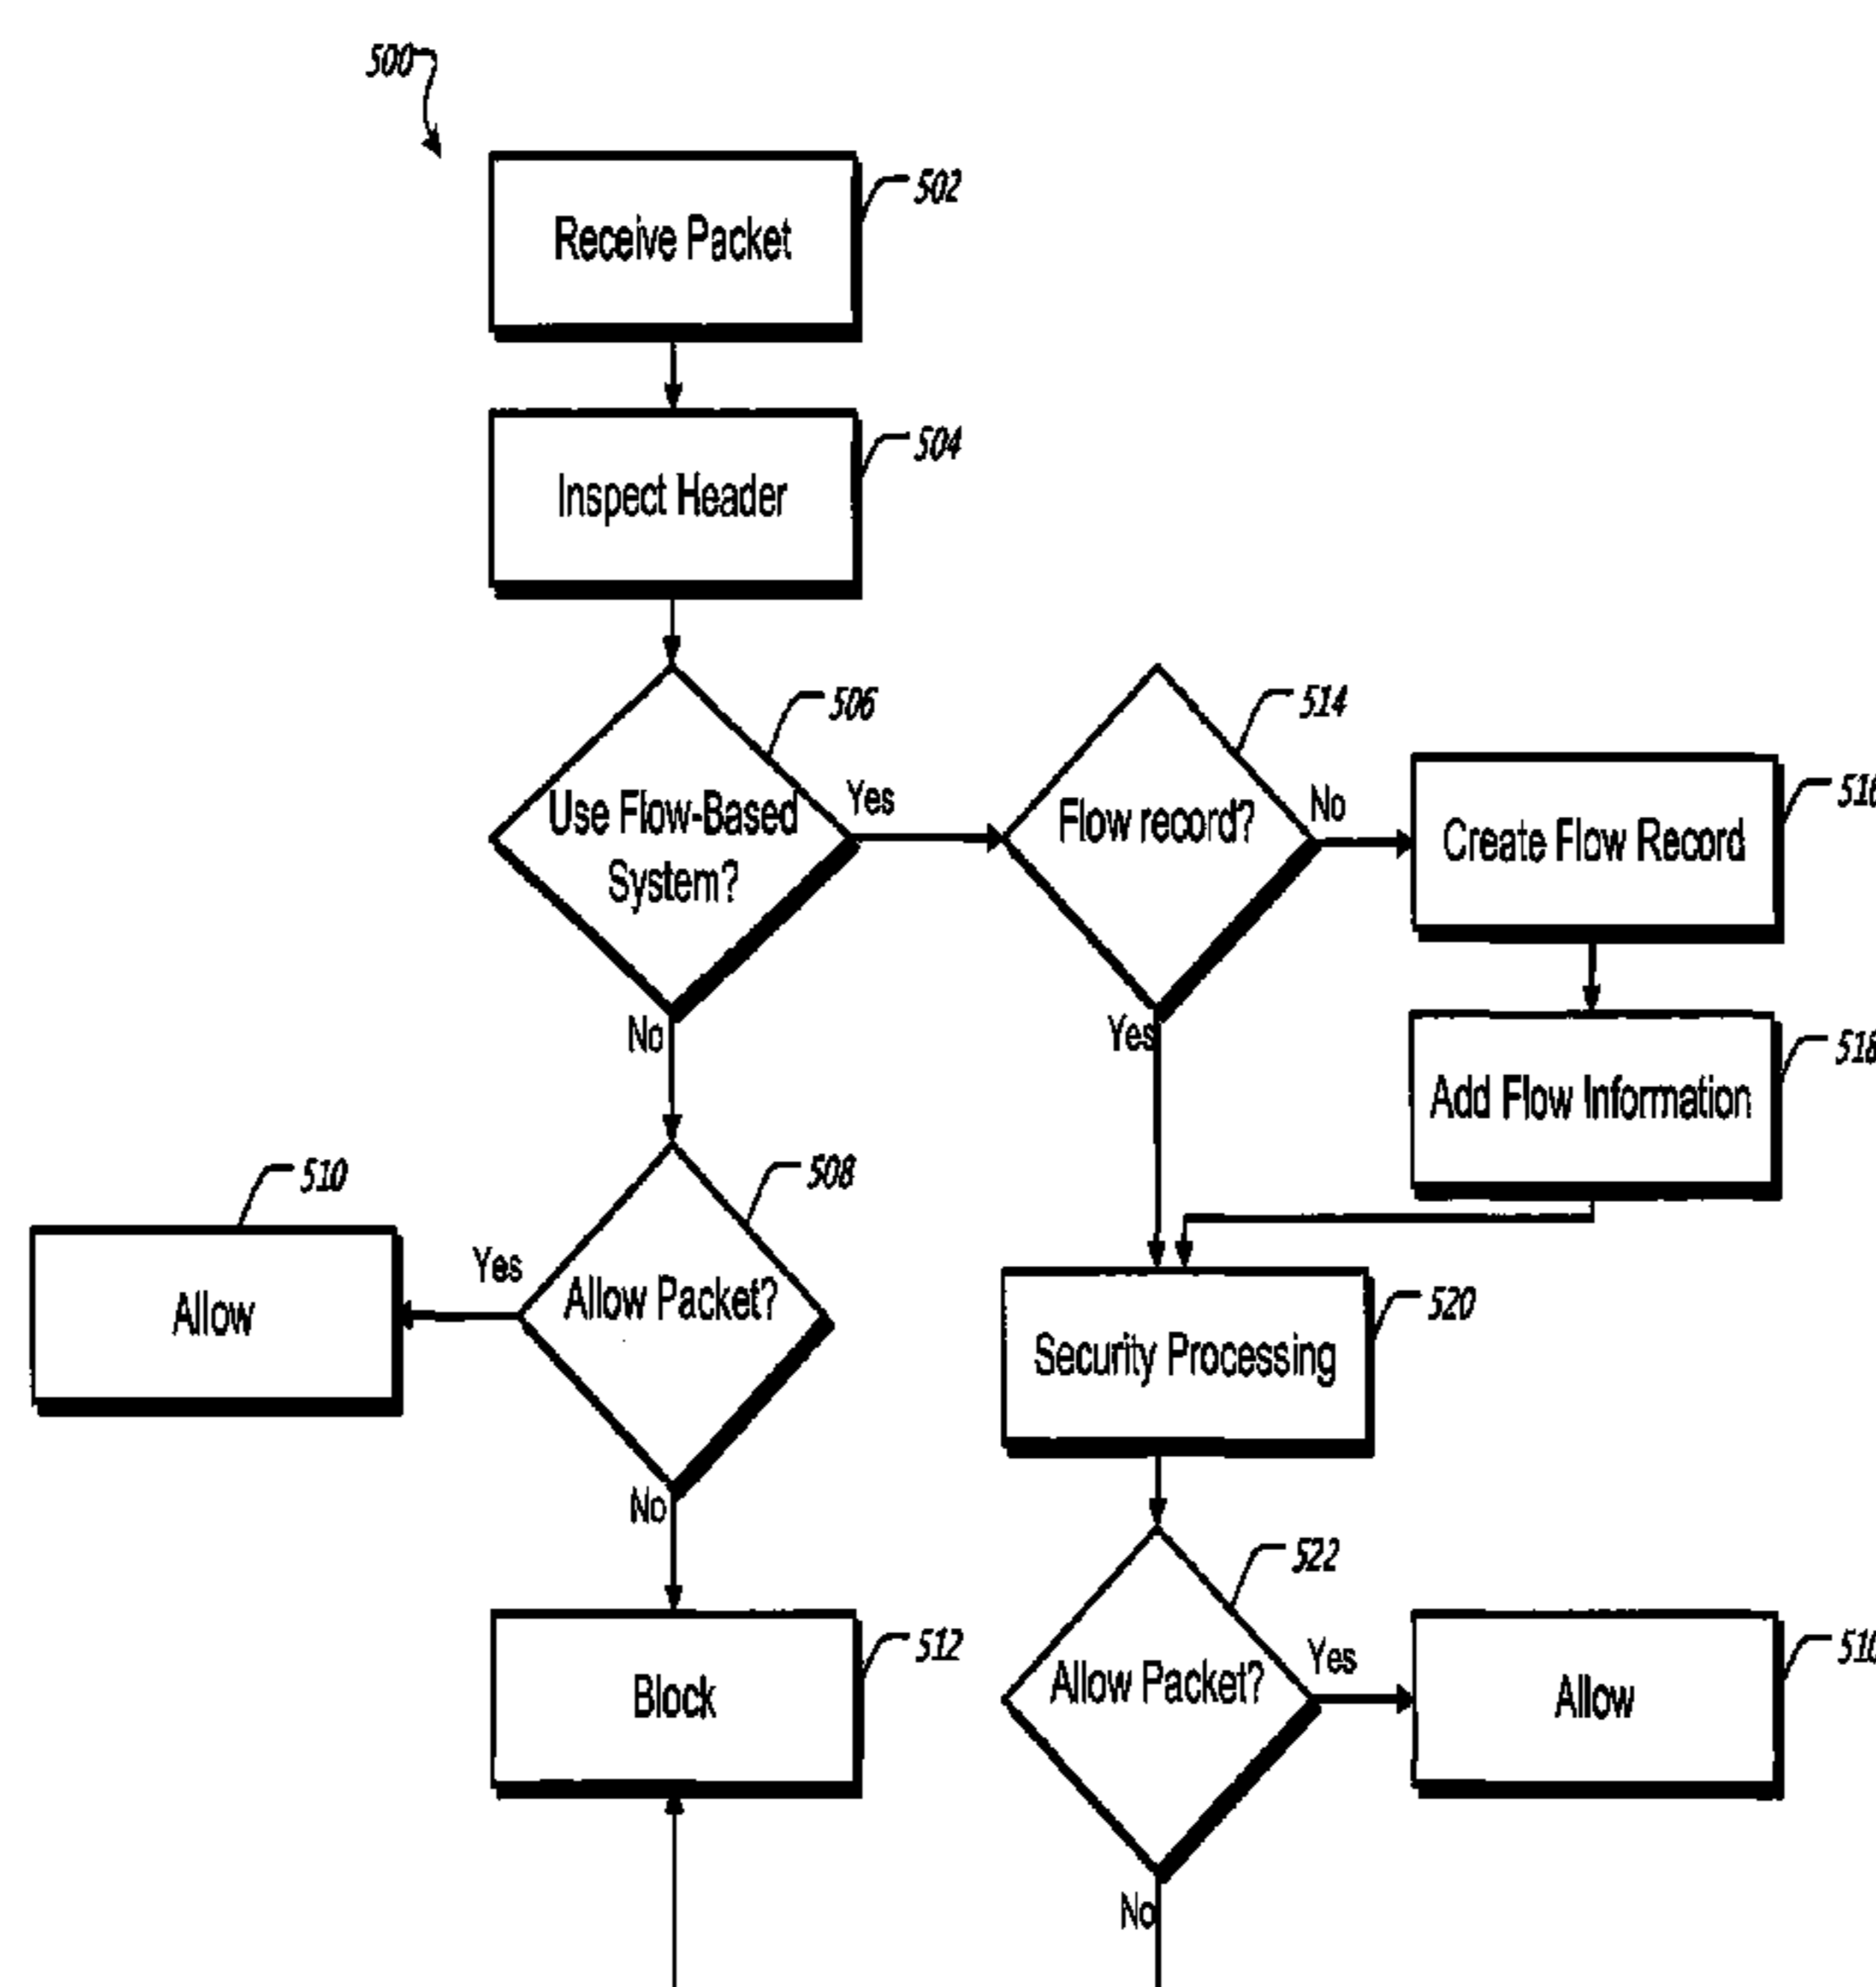 500
Receive Packet
502
Inspect Header
504
Use Flow-Based
System?
506
Yes
No
Flow record?
514
No
Yes
Create Flow Record
Add Flow Information
Allow Packet?
508
Yes
No
Allow
510
Security Processing
520
Block
512
Allow Packet?
522
Yes
No
Allow